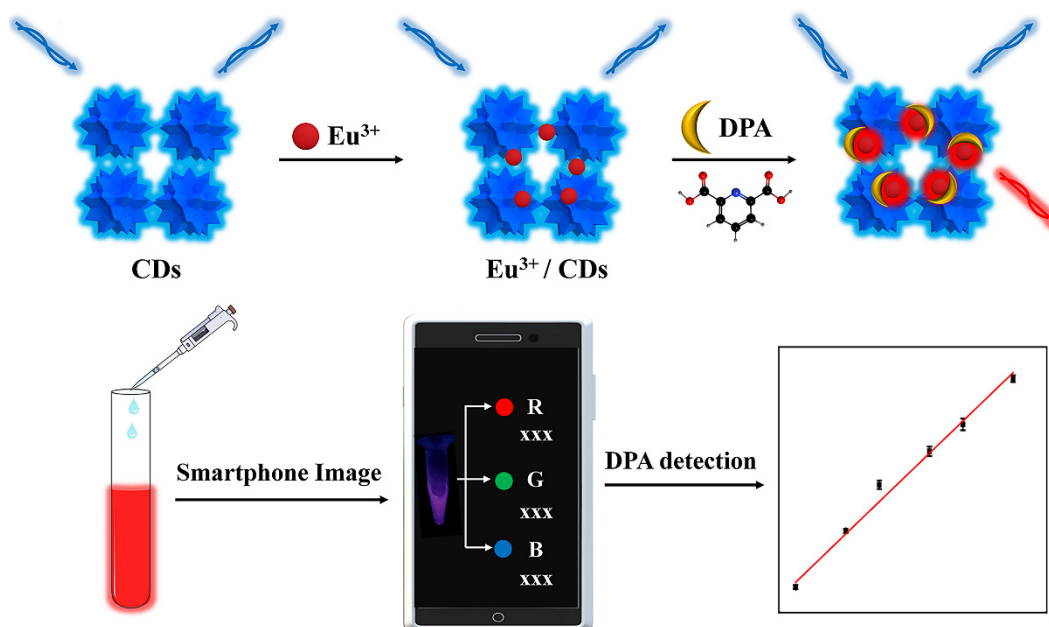 Eu³⁺
DPA
CDs
Eu³⁺ / CDs
Smartphone Image
R
xxx
G
xxx
B
xxx
DPA detection